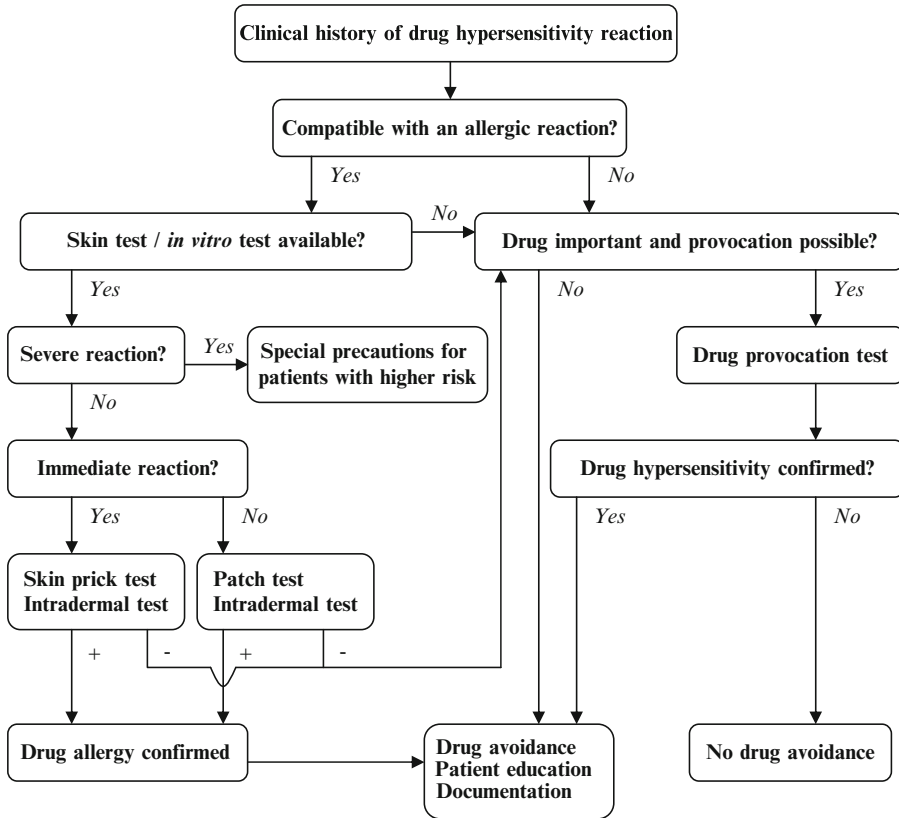 Clinical history of drug hypersensitivity reaction
Compatible with an allergic reaction?
Yes
No
Skin test / in vitro test available?
No
Drug important and provocation possible?
Yes
No
Yes
Severe reaction?
Yes
Special precautions for
patients with higher risk
Drug provocation test
No
Immediate reaction?
Drug hypersensitivity confirmed?
Yes
No
Yes
No
Skin prick test
Intradermal test
Patch test
Intradermal test
+
-
+
-
Drug allergy confirmed
Drug avoidance
Patient education
Documentation
No drug avoidance